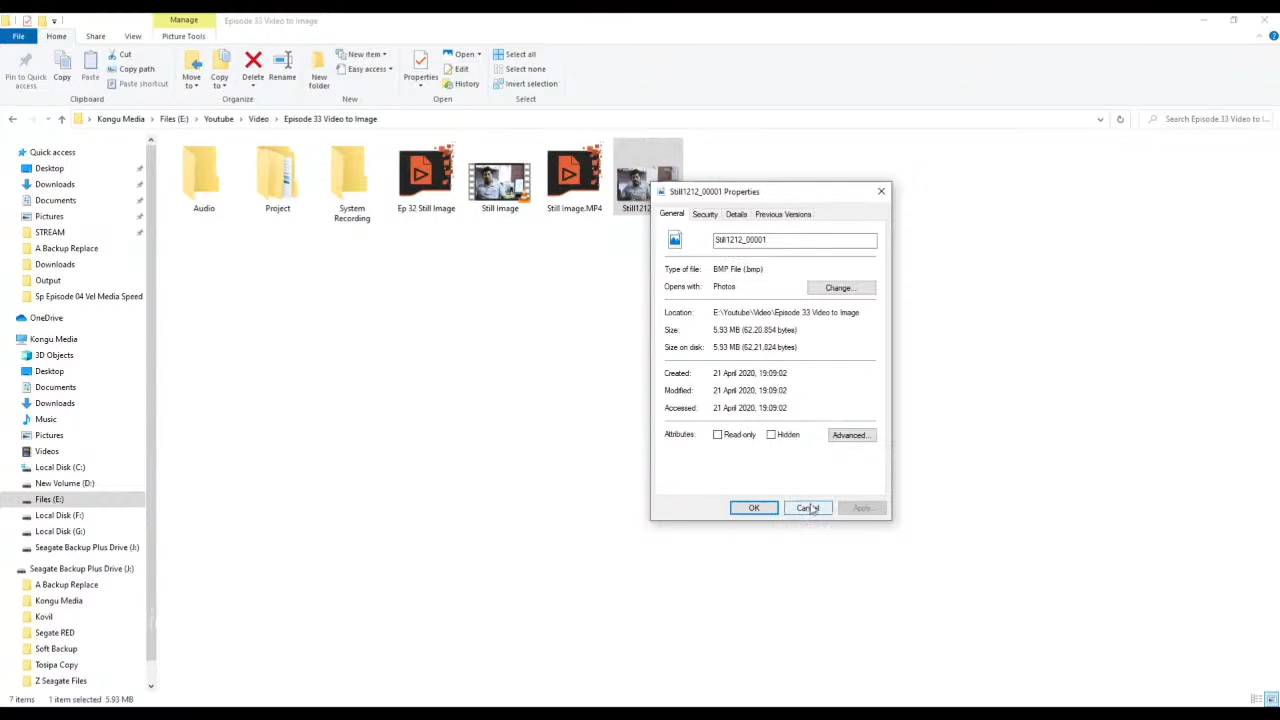 Manage
Episode 33 Video to Image
File
Home
Share
View
Picture Tools
Pin to Quick access
Copy
Paste
Cut
Copy path
Paste shortcut
Clipboard
Move to
Copy to
Delete
Rename
Organize
New folder
New item
Easy access
New
Properties
Open
Edit
History
Open
Select all
Select none
Invert selection
Select
Kongu Media > Files (E:) > Youtube > Video > Episode 33 Video to Image
Search Episode 33 Video to I...
Quick access
Desktop
Downloads
Documents
Pictures
STREAM
A Backup Replace
Downloads
Output
Sp Episode 04 Vel Media Speed
OneDrive
Kongu Media
3D Objects
Desktop
Documents
Downloads
Music
Pictures
Videos
Local Disk (C:)
New Volume (D:)
Files (E:)
Local Disk (F:)
Local Disk (G:)
Seagate Backup Plus Drive (J:)
Seagate Backup Plus Drive (J:)
A Backup Replace
Kongu Media
Kovil
Segate RED
Soft Backup
Tosipa Copy
Z Seagate Files
Audio
Project
System Recording
Ep 32 Still Image
Still Image
Still Image.MP4
Still1212
Still1212_00001 Properties
General
Security
Details
Previous Versions
Still1212_00001
Type of file: BMP File (.bmp)
Opens with: Photos
Change...
Location: E:\Youtube\Video\Episode 33 Video to Image
Size: 5.93 MB (62,20,854 bytes)
Size on disk: 5.93 MB (62,21,824 bytes)
Created: 21 April 2020, 19:09:02
Modified: 21 April 2020, 19:09:02
Accessed: 21 April 2020, 19:09:02
Attributes: Read-only Hidden
Advanced...
OK
Cancel
Apply
7 items 1 item selected 5.93 MB